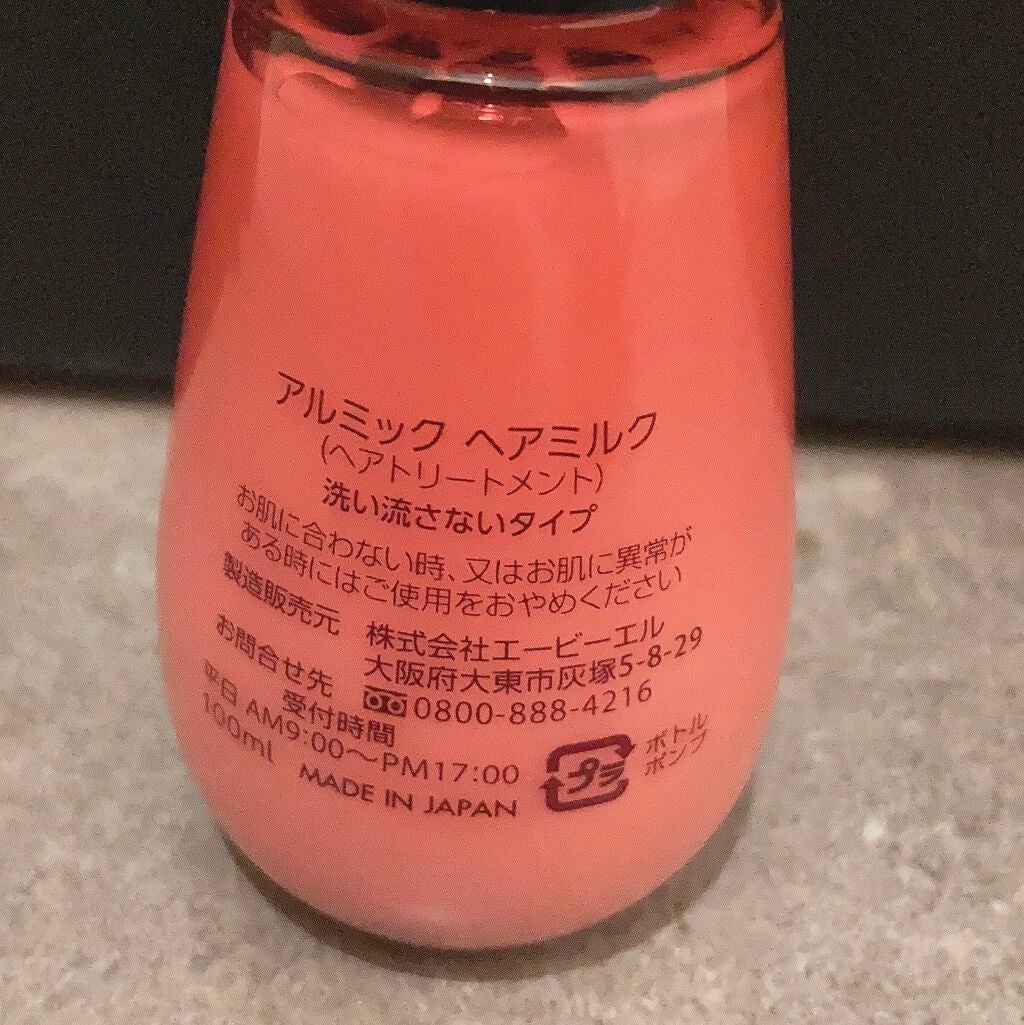 アルミック ヘアミルク
(ヘアトリートメント)
洗い流さないタイプ
お肌に合わない時、又はお肌に異常が
ある時にはご使用をおやめください
製造販売元 株式会社エービーエル
大阪府大東市灰塚5-8-29
お問合せ先 0800-888-4216
受付時間
平日 AM9:00～PM17:00
100ml MADE IN JAPAN
プラ
ボトル
ポンプ